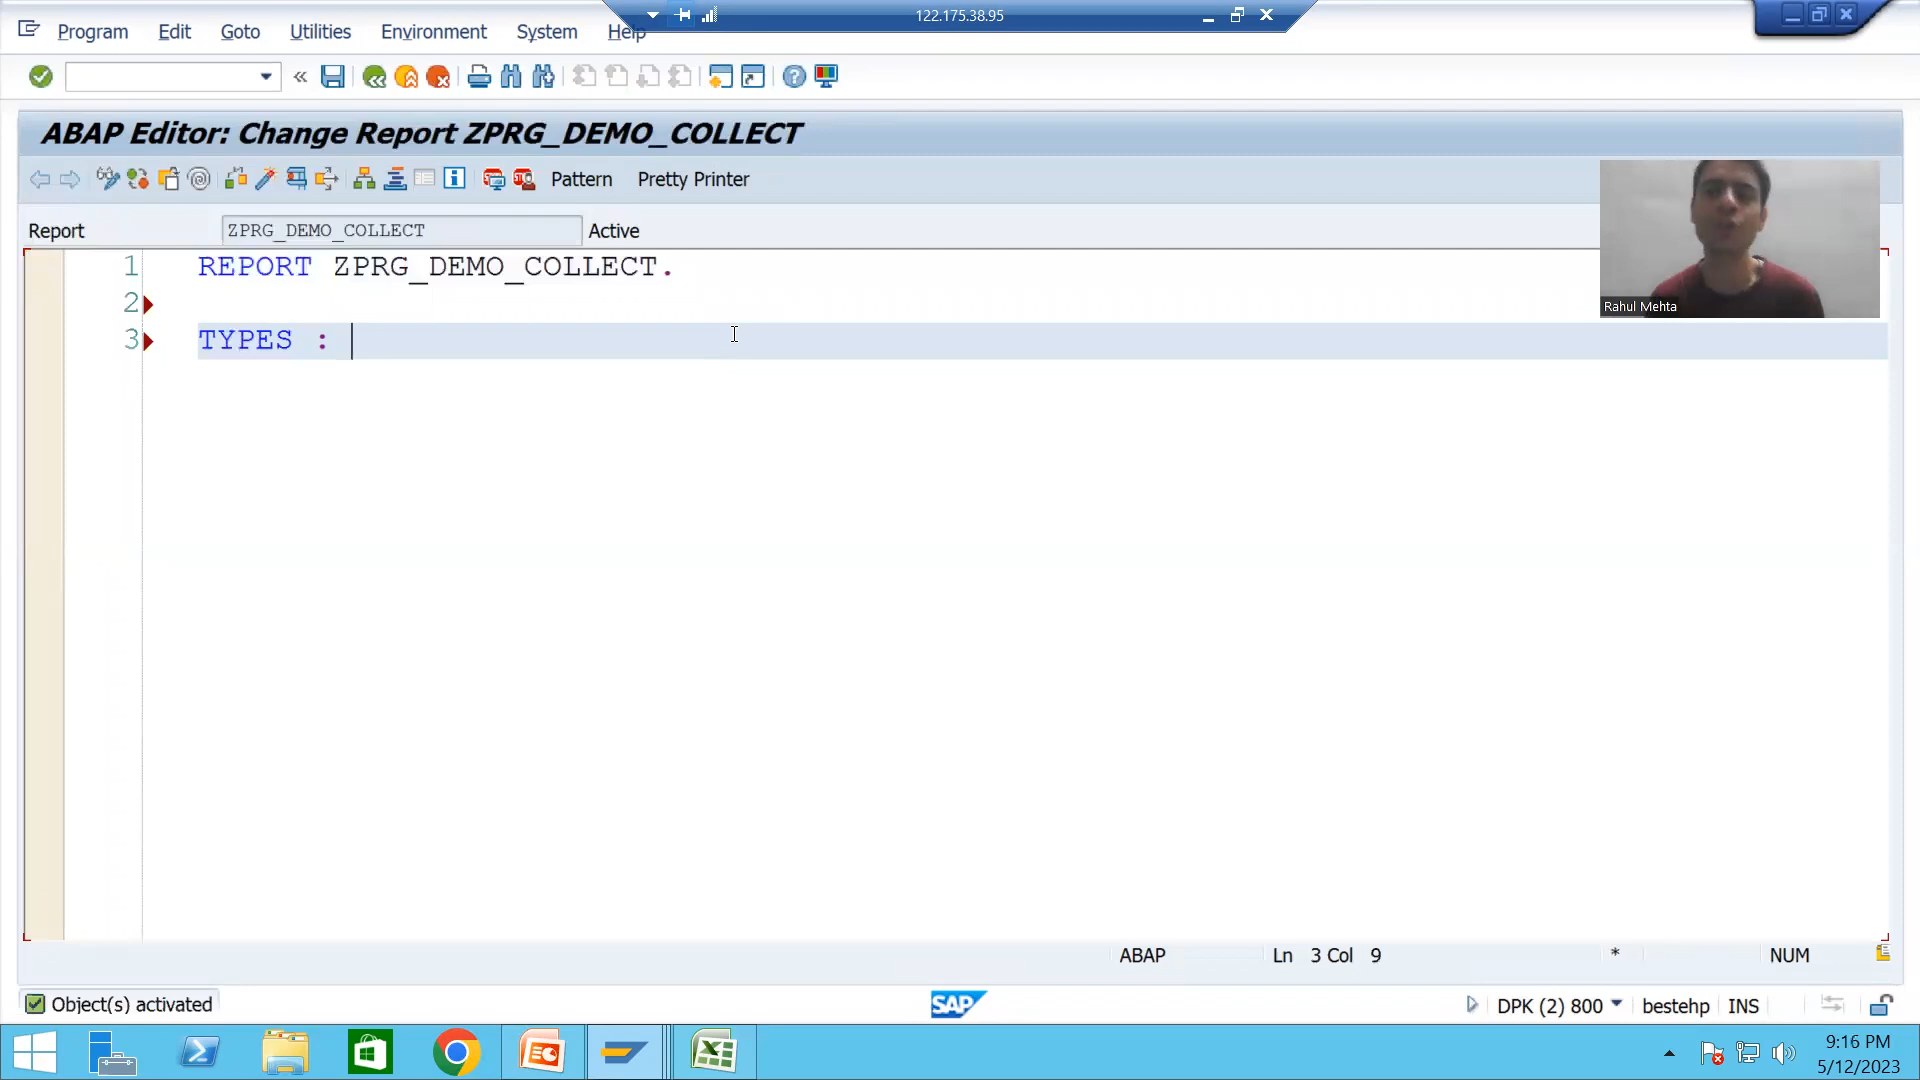 122.175.38.95
Program Edit Goto Utilities Environment System Help
ABAP Editor: Change Report ZPRG_DEMO_COLLECT
Pattern Pretty Printer
Report ZPRG_DEMO_COLLECT Active
1 REPORT ZPRG_DEMO_COLLECT.
2
3 TYPES :
Rahul Mehta
ABAP Ln 3 Col 9 * NUM
Object(s) activated SAP DPK (2) 800 bestehp INS
9:16 PM
5/12/2023